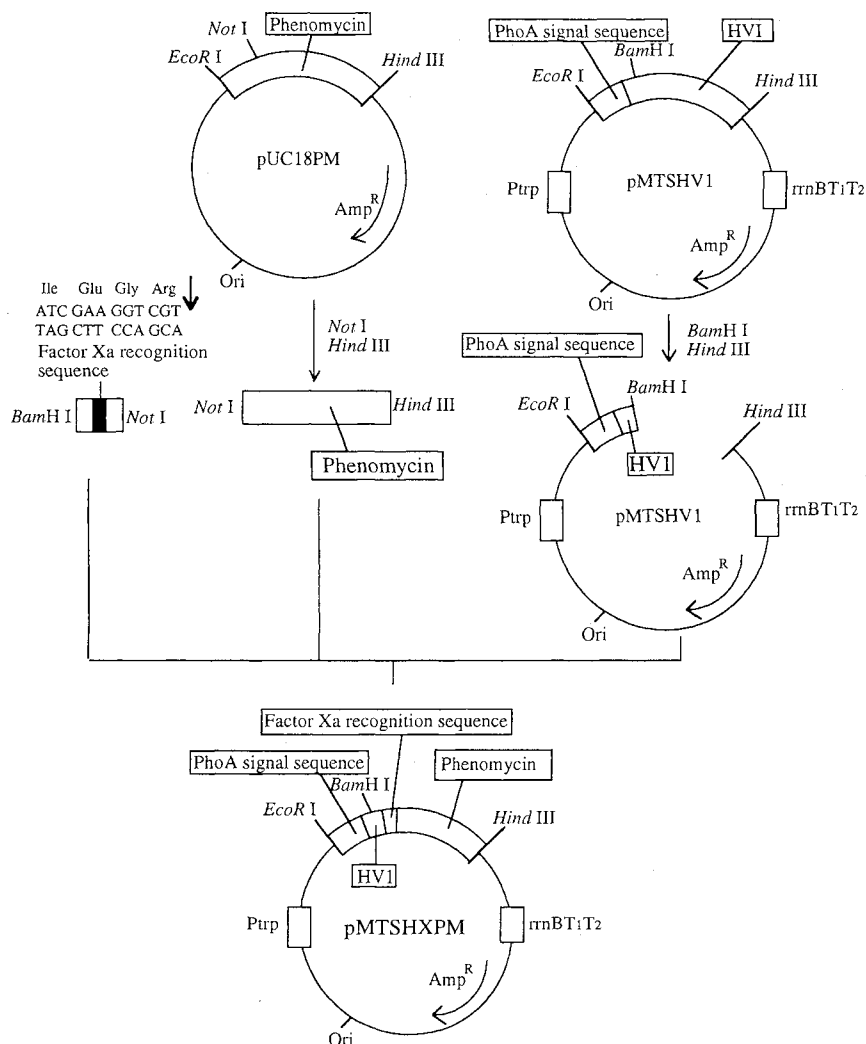 Not I
Phenomycin
EcoR I
Hind III
pUC18PM
Amp R
Ori
PhoA signal sequence
BamH I
HVI
EcoR I
Hind III
Ptrp
pMTSHV1
rrnBT1T2
Amp R
Ori
Ile Glu Gly Arg
ATC GAA GGT CGT
TAG CTT CCA GCA
Factor Xa recognition
sequence
BamH I
Not I
Not I
Hind III
Not I
Hind III
Phenomycin
BamH I
Hind III
PhoA signal sequence
BamH I
EcoR I
Hind III
HV1
Ptrp
pMTSHV1
rrnBT1T2
Amp R
Ori
Factor Xa recognition sequence
PhoA signal sequence
Phenomycin
BamH I
EcoR I
Hind III
HV1
Ptrp
pMTSHXPM
rrnBT1T2
Amp R
Ori